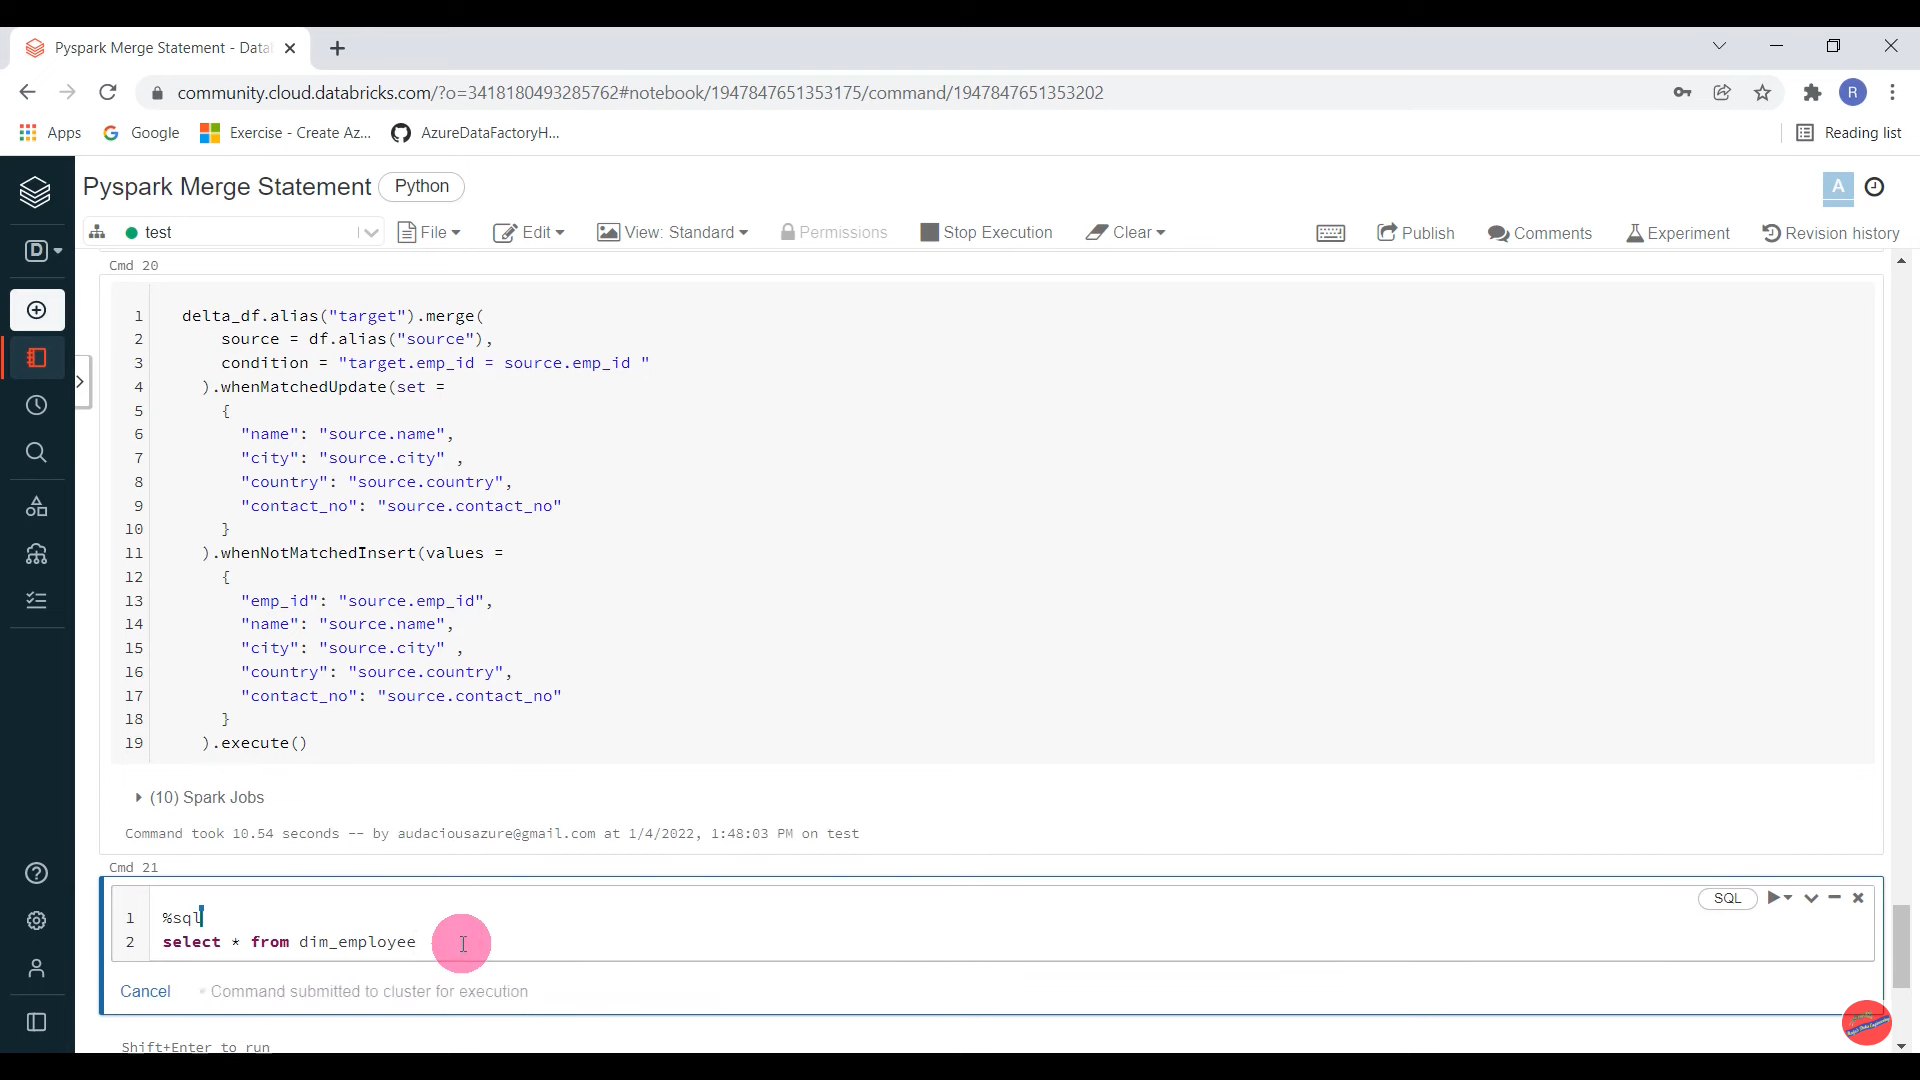 Pyspark Merge Statement - Data
community.cloud.databricks.com/?o=3418180493285762#notebook/1947847651353175/command/1947847651353202
R
Apps
Google
Exercise - Create Az...
AzureDataFactoryH...
Reading list
Pyspark Merge Statement
Python
A
D
test
File
Edit
View: Standard
Permissions
Stop Execution
Clear
Publish
Comments
Experiment
Revision history
Cmd 20
1 delta_df.alias("target").merge(
2 source = df.alias("source"),
3 condition = "target.emp_id = source.emp_id "
4 ).whenMatchedUpdate(set =
5 {
6 "name": "source.name",
7 "city": "source.city" ,
8 "country": "source.country",
9 "contact_no": "source.contact_no"
10 }
11 ).whenNotMatchedInsert(values =
12 {
13 "emp_id": "source.emp_id",
14 "name": "source.name",
15 "city": "source.city" ,
16 "country": "source.country",
17 "contact_no": "source.contact_no"
18 }
19 ).execute()
(10) Spark Jobs
Command took 10.54 seconds -- by audaciousazure@gmail.com at 1/4/2022, 1:48:03 PM on test
Cmd 21
SQL
1 %sql
2 select * from dim_employee
Cancel
Command submitted to cluster for execution
Shift+Enter to run